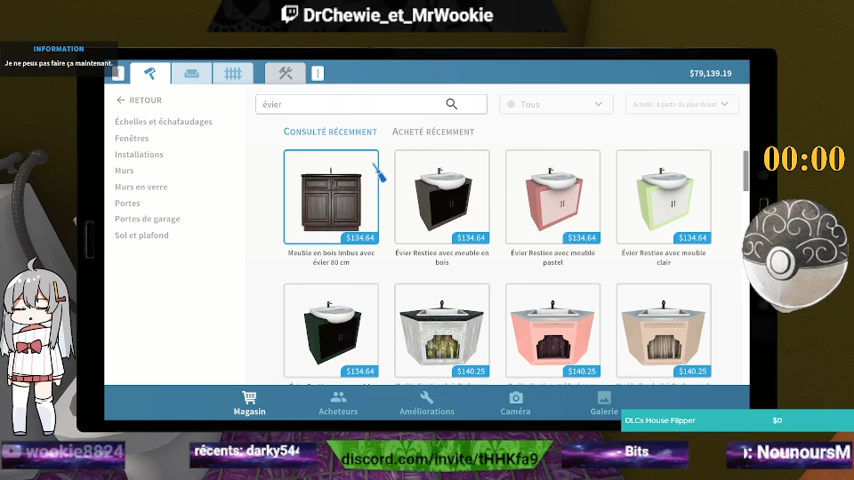 DrChewie_et_MrWookie
INFORMATION
Je ne peux pas faire ça maintenant.
$79,139.19
RETOUR
évier
Tous
Acheté : à partir du plus récent
Échelles et échafaudages
Fenêtres
Installations
Murs
Murs en verre
Portes
Portes de garage
Sol et plafond
CONSULTÉ RÉCEMMENT
ACHETÉ RÉCEMMENT
$134.64
$134.64
$134.64
$134.64
Meuble en bois Imbus avec
évier 80 cm
Évier Restiee avec meuble en
bois
Évier Restiee avec meuble
pastel
Évier Restiee avec meuble
clair
$134.64
$140.25
$140.25
$140.25
00:00
Magasin
Acheteurs
Améliorations
Caméra
Galerie
DLCs House Flipper
$0
wookie8824
récents: darky544
discord.com/invite/tHHKfa9
Bits
): NounoursM